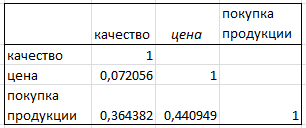 качество цена покупка продукции
качество 1
цена 0,072056 1
покупка
продукции 0,364382 0,440949 1